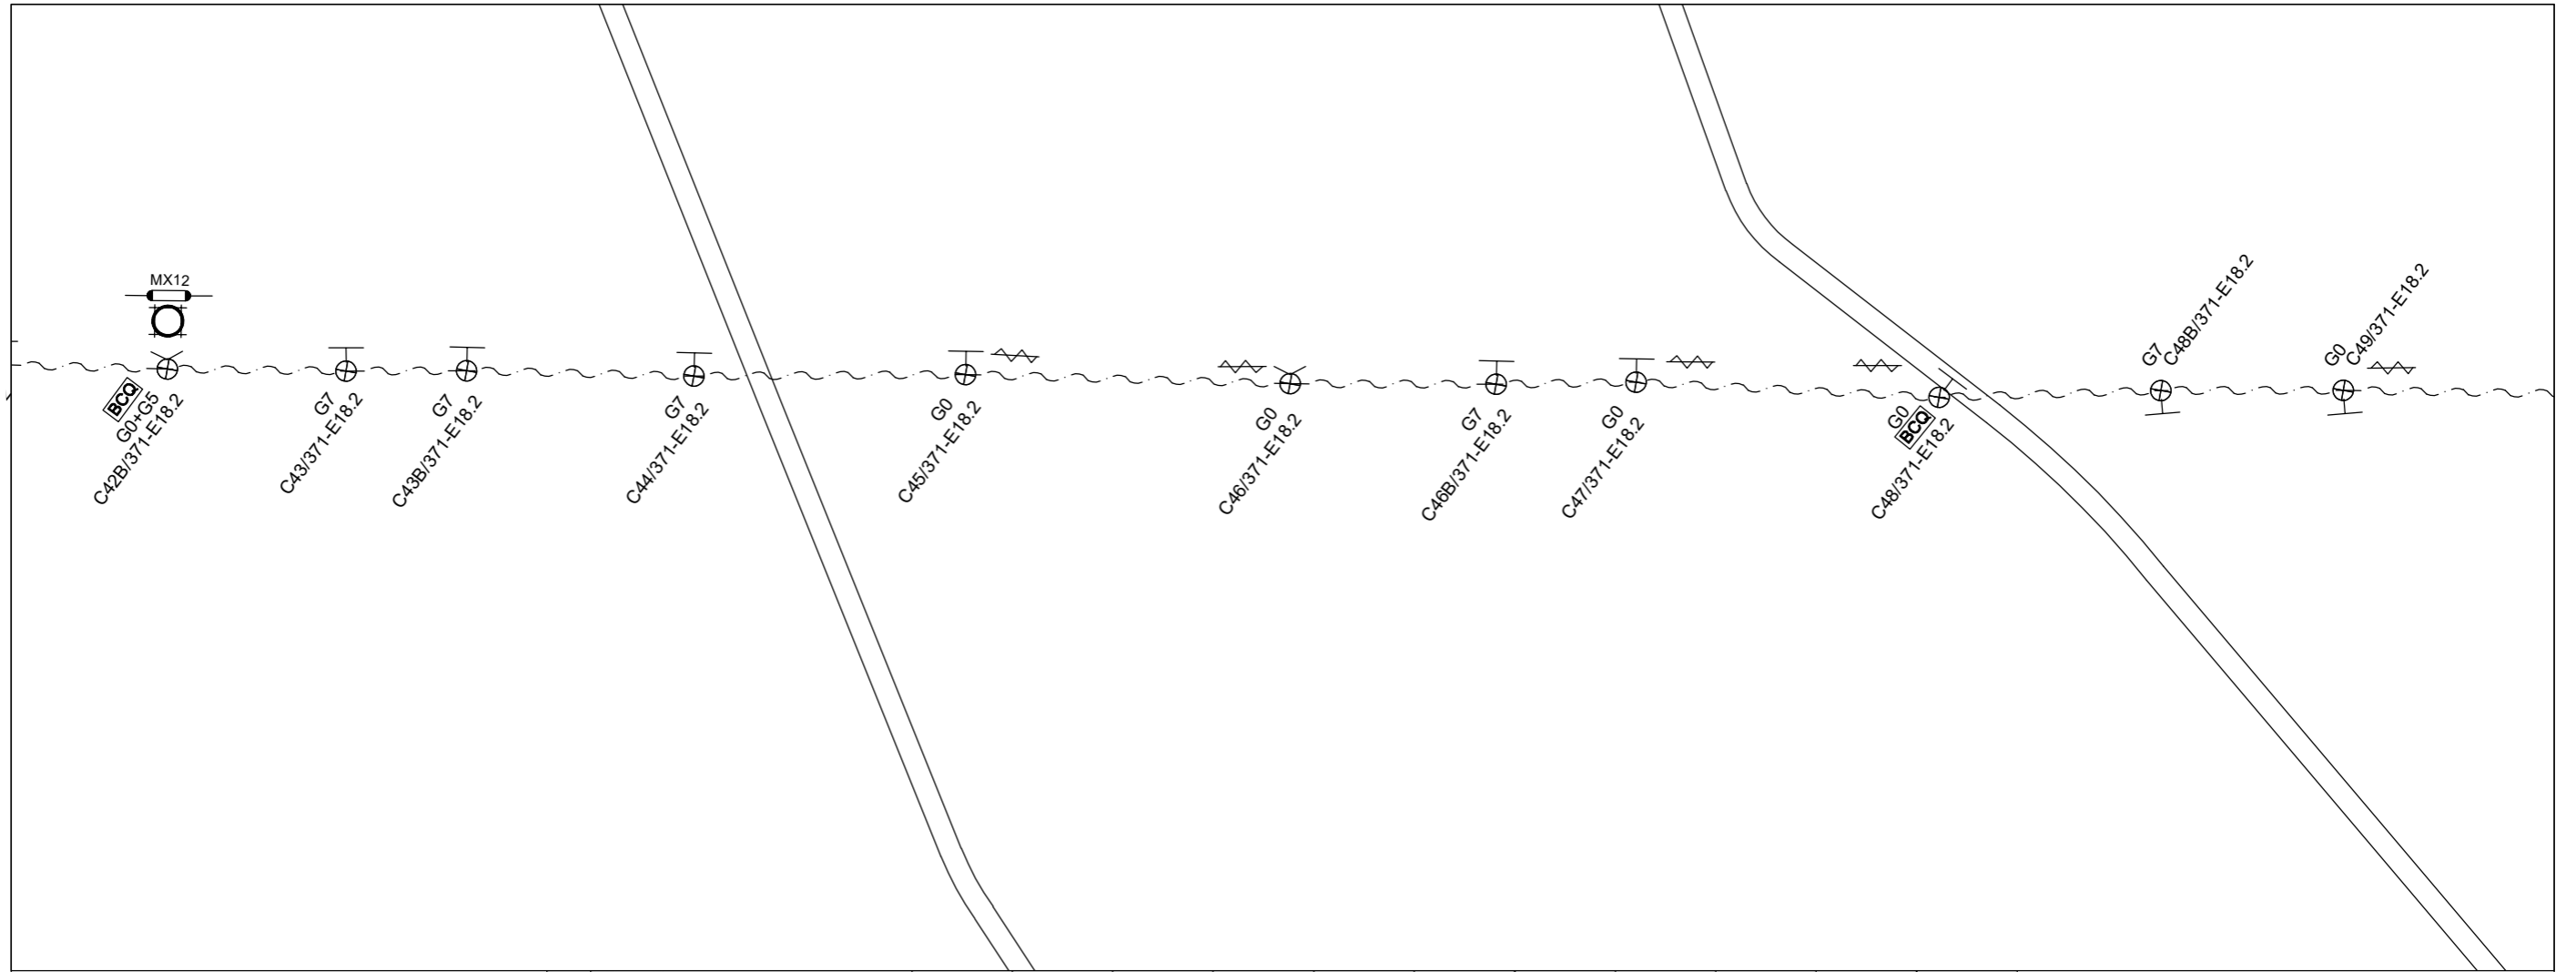 MX12
BCQ
G0+G5
C42B/371-E18.2
G7
C43/371-E18.2
G7
C43B/371-E18.2
G7
C44/371-E18.2
G0
C45/371-E18.2
G0
C46/371-E18.2
G7
C46B/371-E18.2
G0
C47/371-E18.2
G0
BCQ
C48/371-E18.2
G7
C48B/371-E18.2
G0
C49/371-E18.2